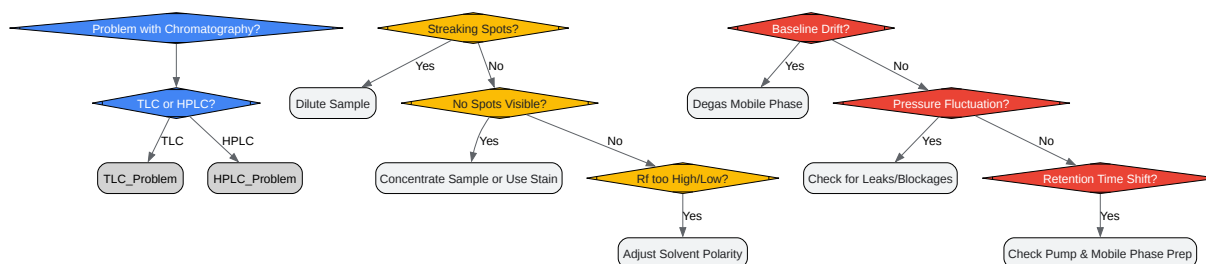 Problem with Chromatography?
Streaking Spots?
Baseline Drift?
Yes
No
Yes
No
TLC or HPLC?
Dilute Sample
No Spots Visible?
Degas Mobile Phase
Pressure Fluctuation?
TLC
HPLC
Yes
No
Yes
No
TLC_Problem
HPLC_Problem
Concentrate Sample or Use Stain
Rf too High/Low?
Check for Leaks/Blockages
Retention Time Shift?
Yes
Yes
Adjust Solvent Polarity
Check Pump & Mobile Phase Prep